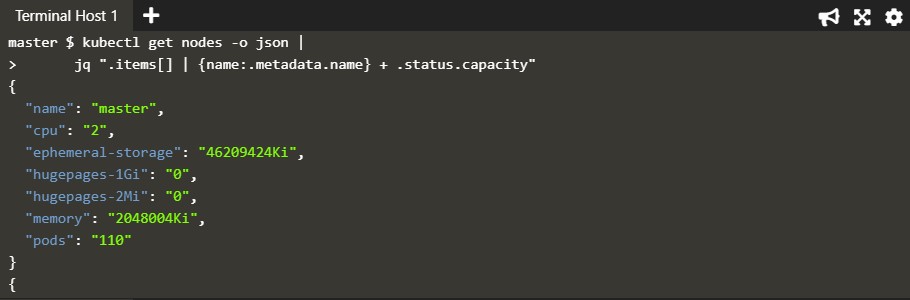 Terminal Host 1 +
master $ kubectl get nodes -o json |
>       jq ".items[] | {name:.metadata.name} + .status.capacity"
{
  "name": "master",
  "cpu": "2",
  "ephemeral-storage": "46209424Ki",
  "hugepages-1Gi": "0",
  "hugepages-2Mi": "0",
  "memory": "2048004Ki",
  "pods": "110"
}
{